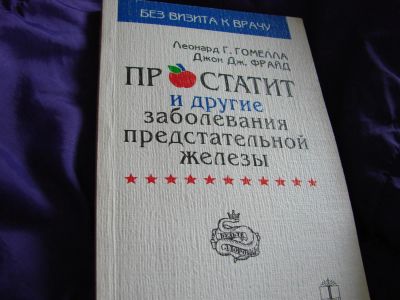 БЕЗ ВИЗИТА К ВРАЧУ
Леонард Г. ГОМЕЛЛА
Джон Дж. ФРАЙД
ПРОСТАТИТ
и другие
заболевания
предстательной
железы